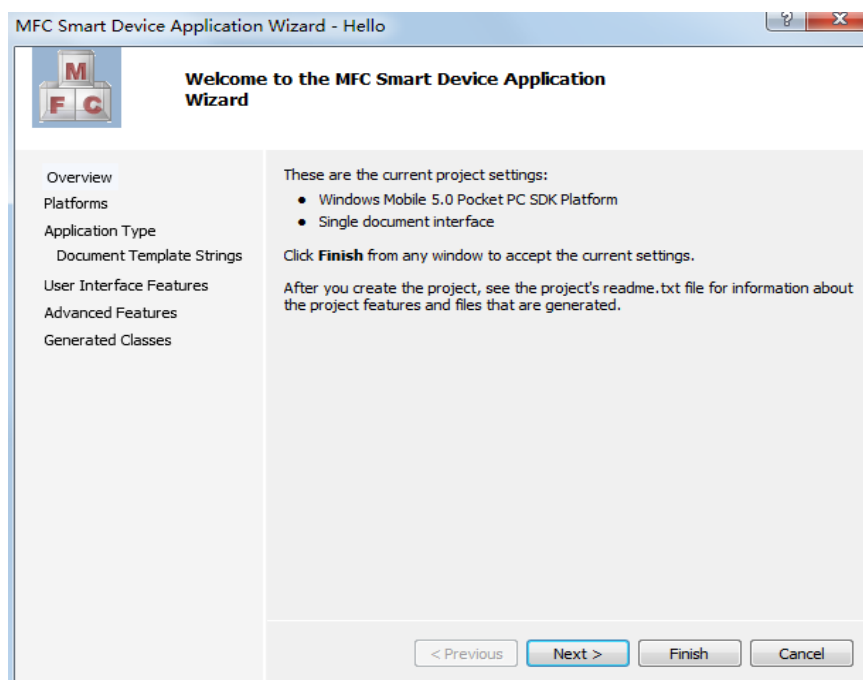 MFC Smart Device Application Wizard - Hello
?
X
M
F C
Welcome to the MFC Smart Device Application
Wizard
Overview
Platforms
Application Type
Document Template Strings
User Interface Features
Advanced Features
Generated Classes
These are the current project settings:
• Windows Mobile 5.0 Pocket PC SDK Platform
• Single document interface
Click Finish from any window to accept the current settings.
After you create the project, see the project's readme.txt file for information about
the project features and files that are generated.
< Previous
Next >
Finish
Cancel